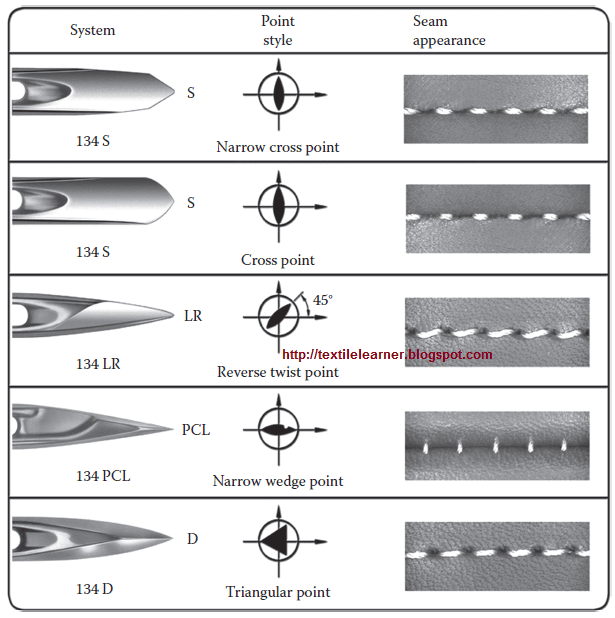 System
Point
style
Seam
appearance
S
134 S
Narrow cross point
S
134 S
Cross point
45°
LR
http://textilelearner.blogspot.com
134 LR
Reverse twist point
PCL
134 PCL
Narrow wedge point
D
134 D
Triangular point